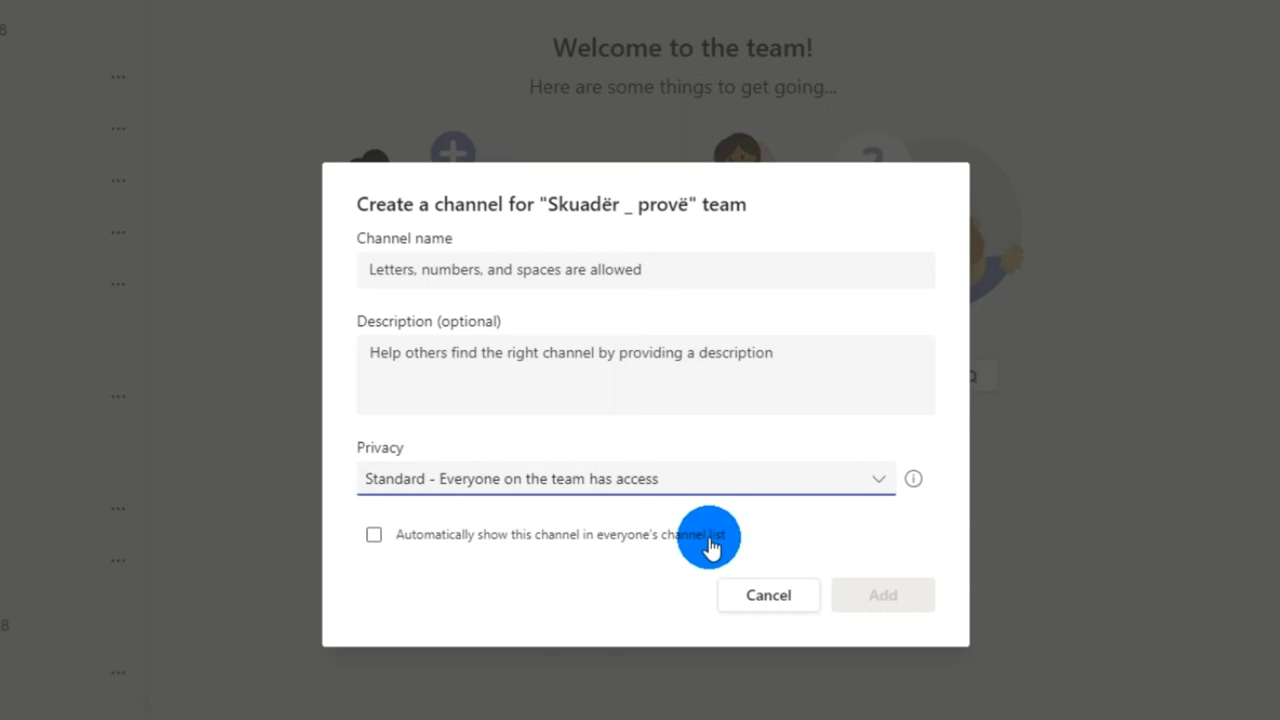 B
Welcome to the team!
Here are some things to get going...
Create a channel for "Skuadër _ provë" team
Channel name
Letters, numbers, and spaces are allowed
Description (optional)
Help others find the right channel by providing a description
Privacy
Standard - Everyone on the team has access
Automatically show this channel in everyone's channel list
Cancel
Add
B